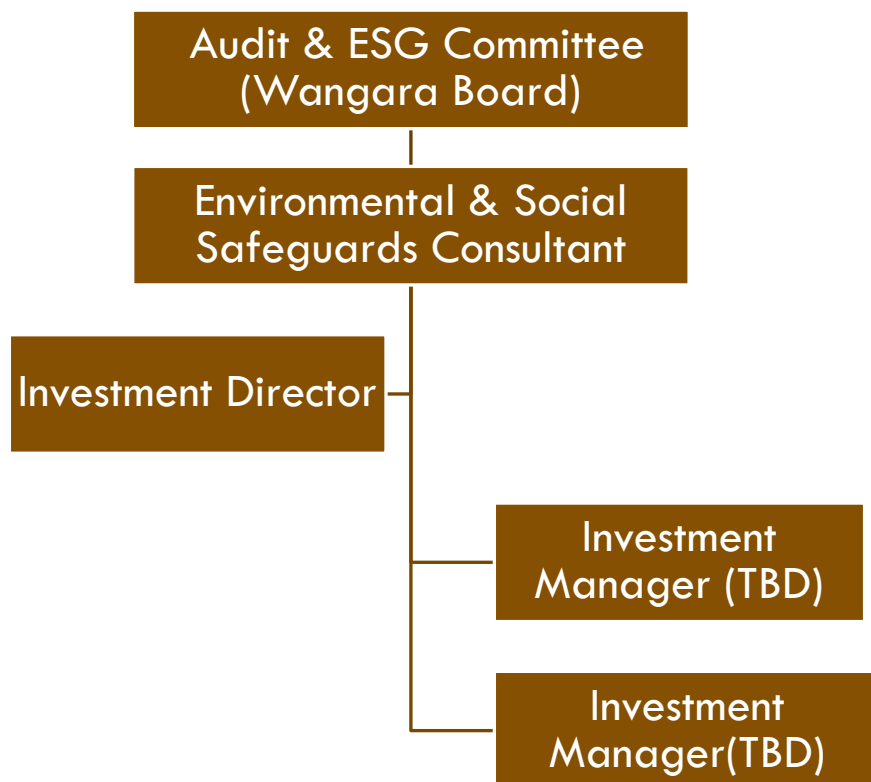 Audit & ESG Committee
(Wangara Board)
Environmental & Social
Safeguards Consultant
Investment Director
Investment
Manager (TBD)
Investment
Manager(TBD)